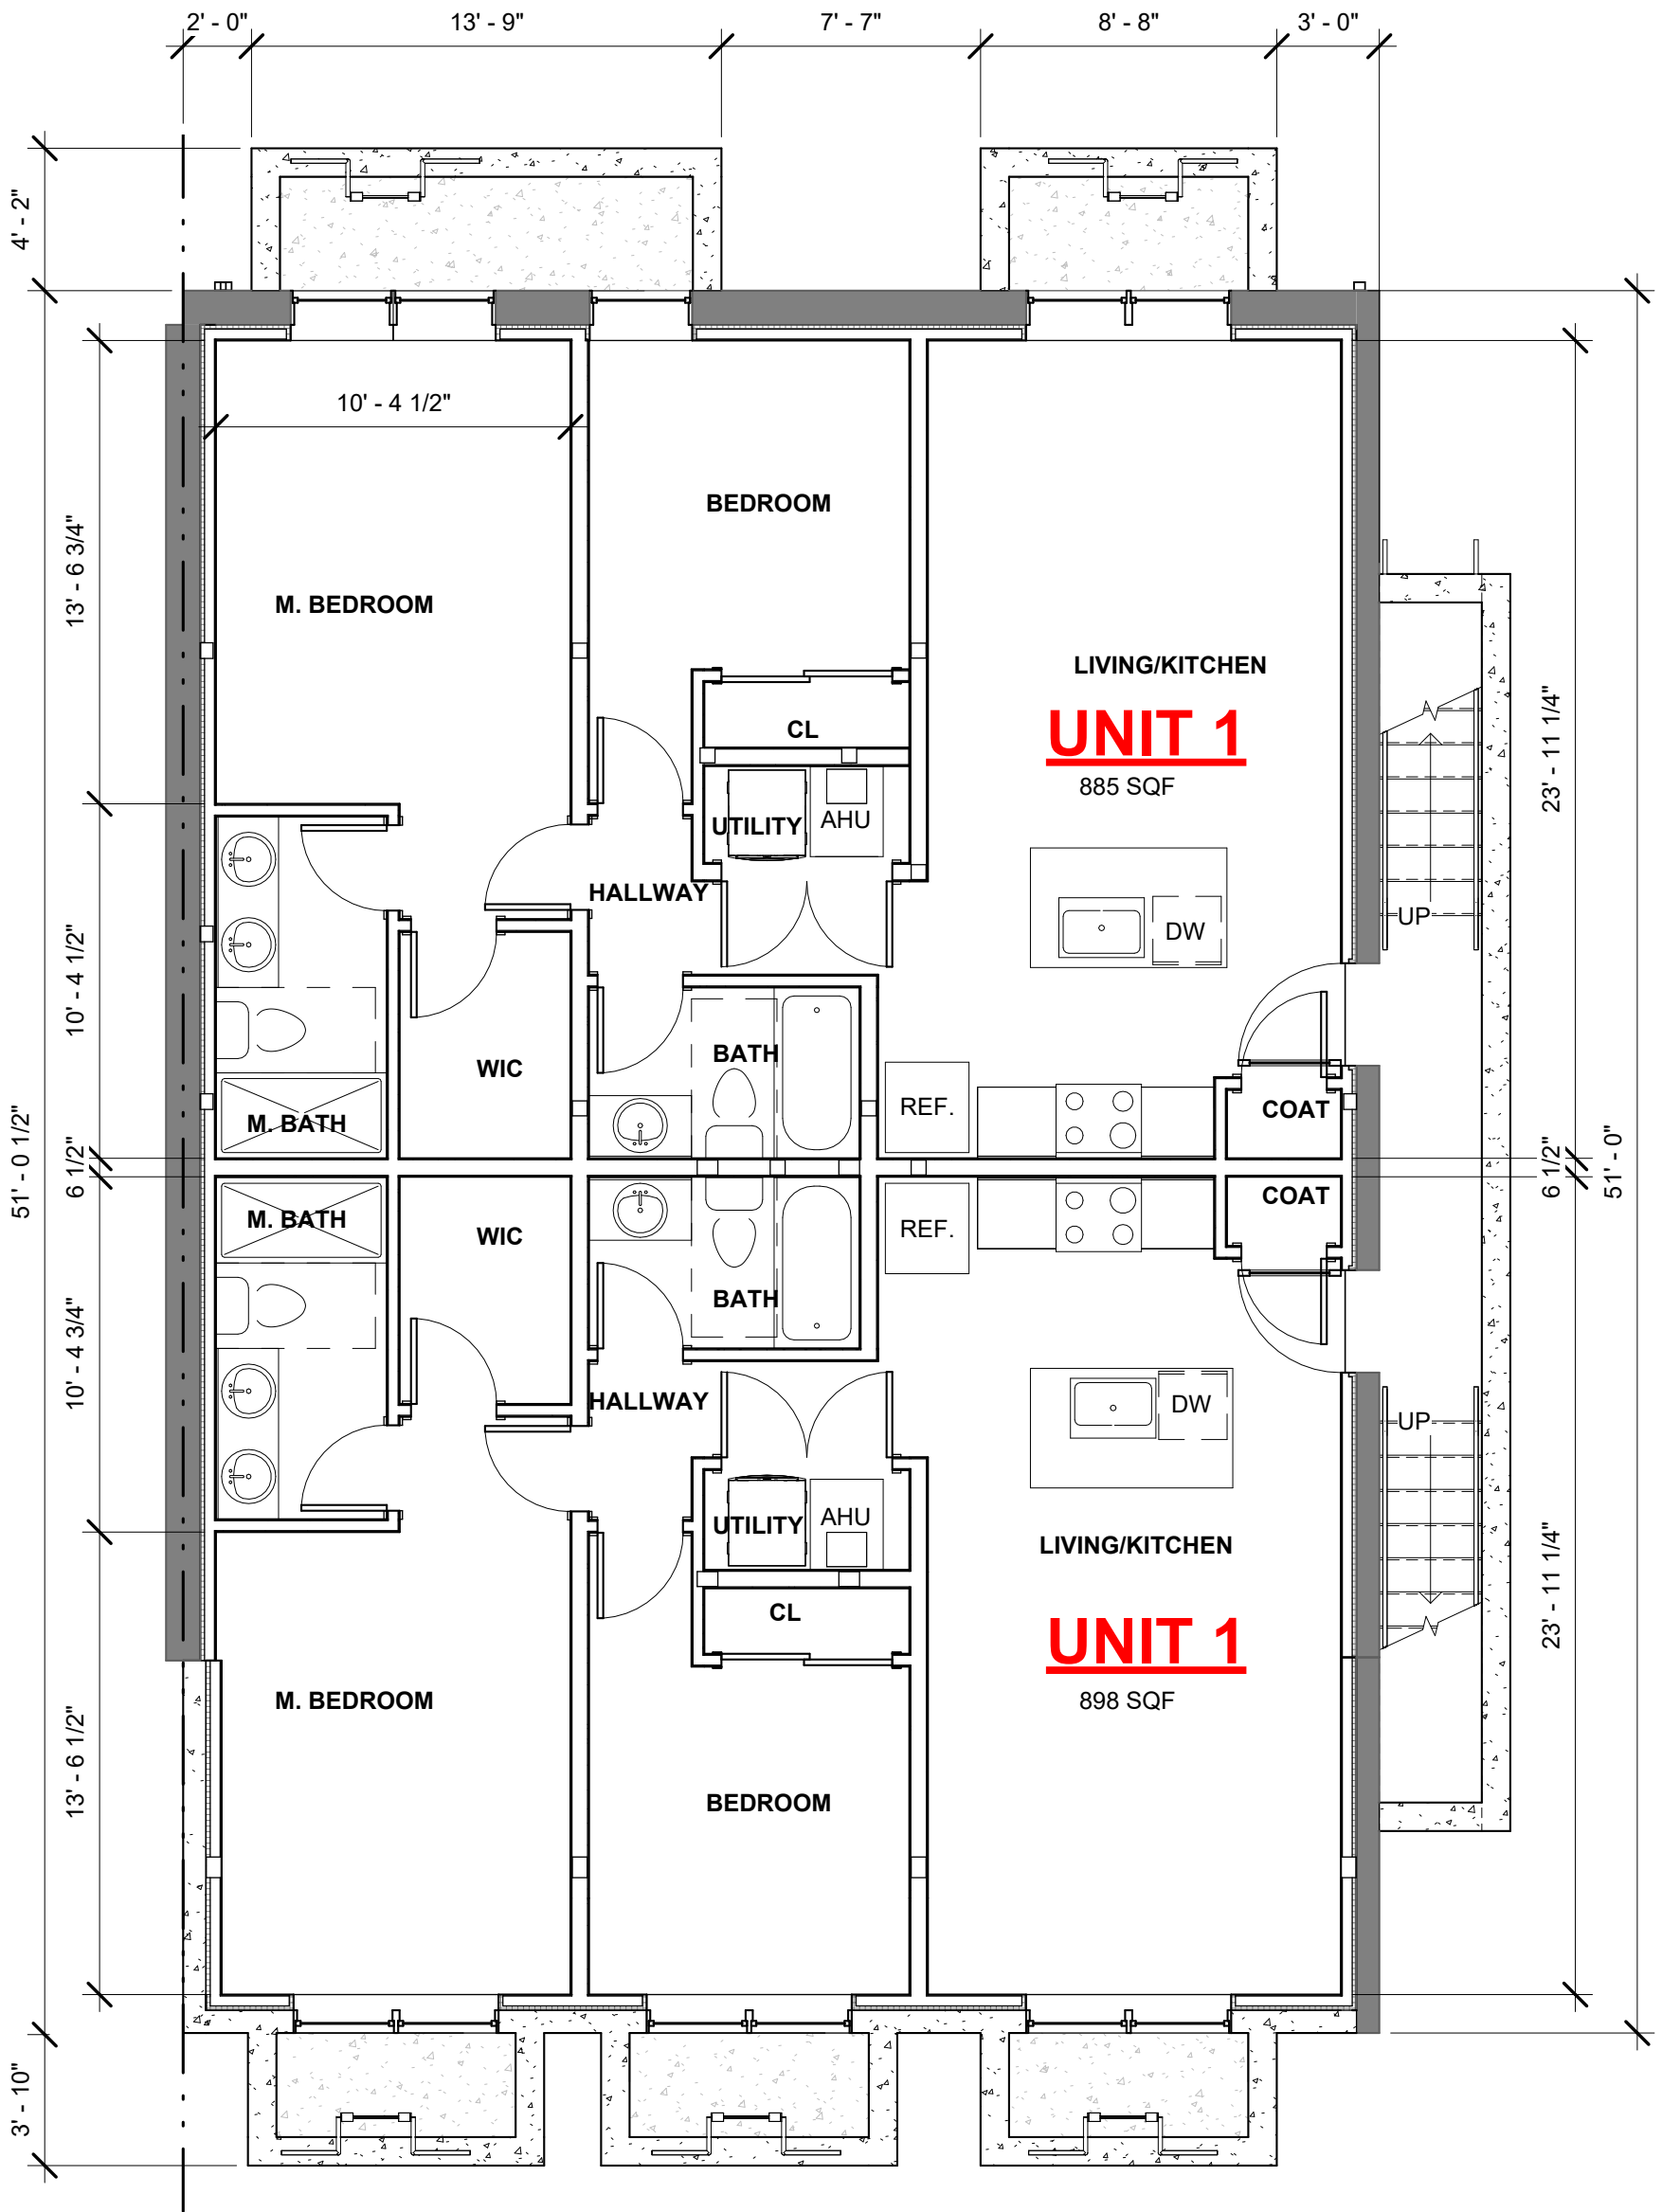 2' - 0"
13' - 9"
7' - 7"
8' - 8"
3' - 0"
4' - 2"
10' - 4 1/2"
BEDROOM
13' - 6 3/4"
M. BEDROOM
LIVING/KITCHEN
UNIT 1
885 SQF
23' - 11 1/4"
CL
UTILITY
AHU
HALLWAY
UP
DW
10' - 4 1/2"
BATH
WIC
REF.
COAT
M. BATH
51' - 0 1/2"
6 1/2"
6 1/2"
51' - 0"
M. BATH
WIC
REF.
COAT
BATH
10' - 4 3/4"
HALLWAY
DW
UP
UTILITY
AHU
LIVING/KITCHEN
23' - 11 1/4"
CL
UNIT 1
898 SQF
M. BEDROOM
13' - 6 1/2"
BEDROOM
3' - 10"